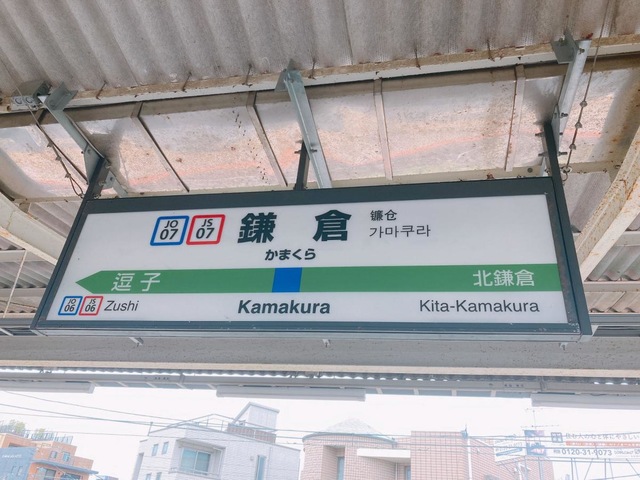 JO 07 JS 07 鎌倉 镰仓
가마쿠라
かまくら
逗子 北鎌倉
JO 06 JS 06 Zushi Kamakura Kita-Kamakura